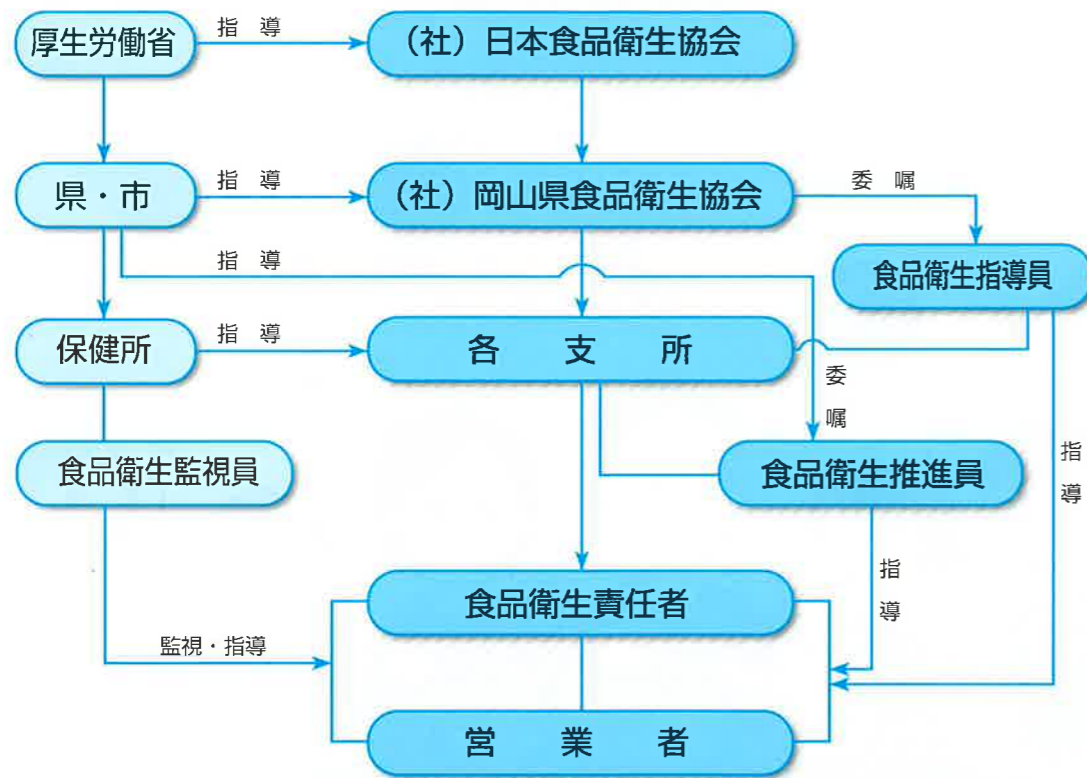 厚生労働省
指 導
(社)日本食品衛生協会
県・市
指 導
(社)岡山県食品衛生協会
委 嘱
指 導
食品衛生指導員
保健所
指 導
各 支 所
委嘱
食品衛生監視員
食品衛生推進員
指導
指導
食品衛生責任者
監視・指導
営 業 者